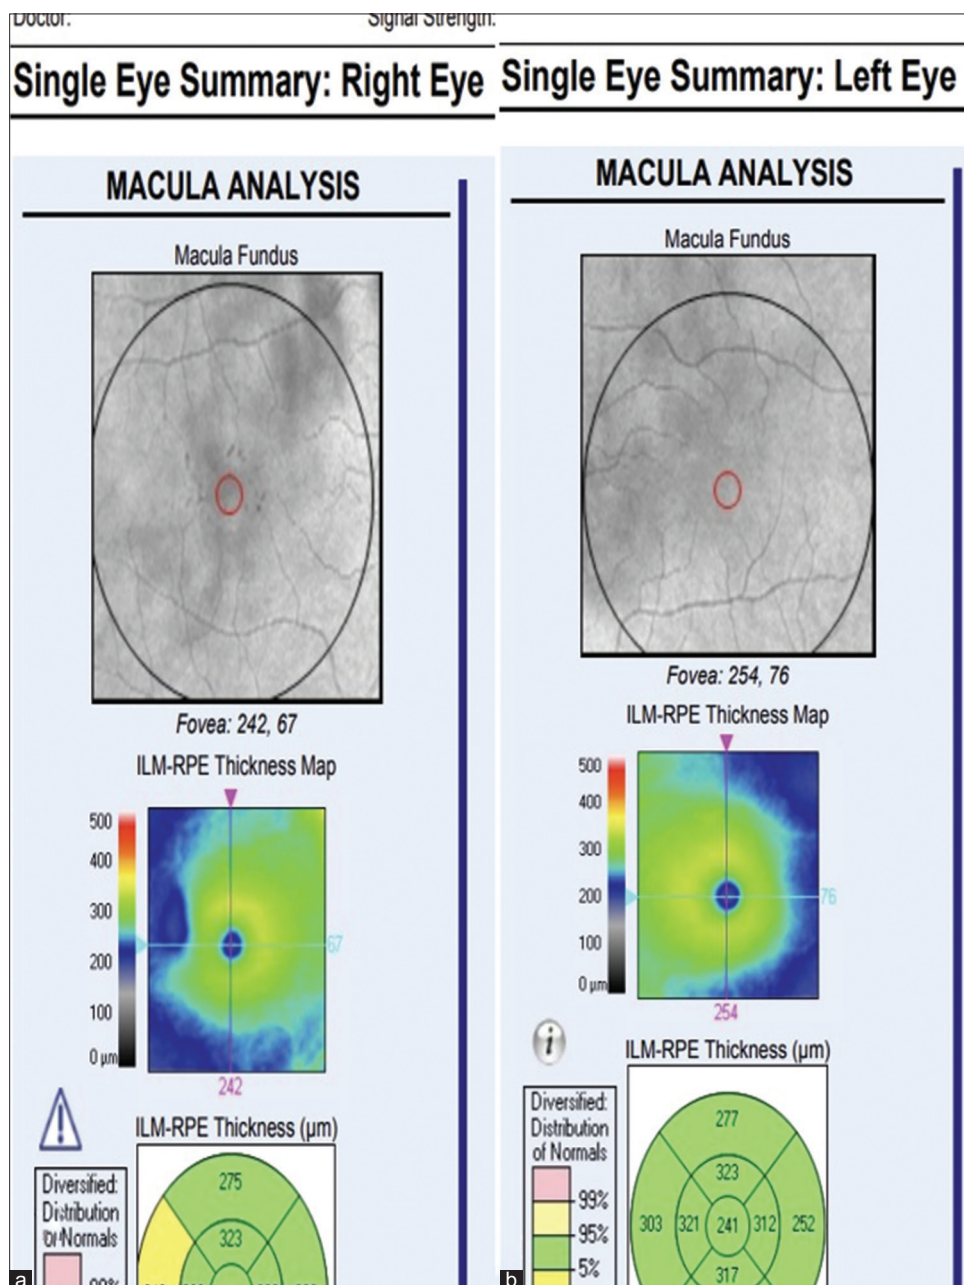 Doctor:
Signal Strength:
Single Eye Summary: Right Eye
MACULA ANALYSIS
Macula Fundus
Fovea: 242, 67
ILM-RPE Thickness Map
500
400
300
200
100
0 µm
67
242
ILM-RPE Thickness (µm)
Diversified:
Distribution
of Normals
275
323
a
Single Eye Summary: Left Eye
MACULA ANALYSIS
Macula Fundus
Fovea: 254, 76
ILM-RPE Thickness Map
500
400
300
200
100
0 µm
76
254
i
ILM-RPE Thickness (µm)
Diversified:
Distribution
of Normals
99%
95%
5%
277
323
303 321 241 312 252
317
b